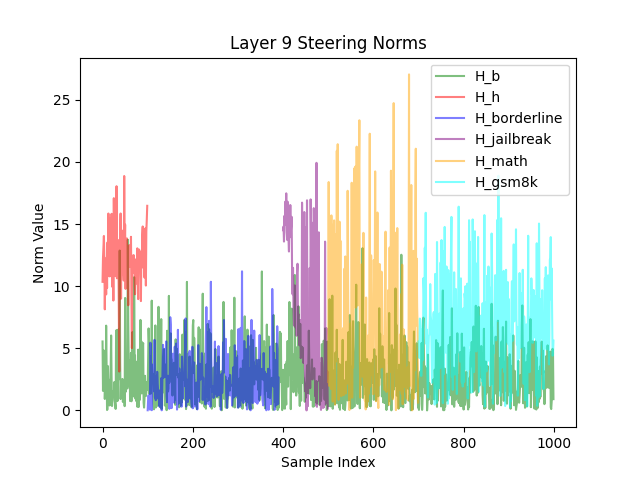 Layer 9 Steering Norms
Norm Value
25
20
15
10
5
0
H_b
H_h
H_borderline
H_jailbreak
H_math
H_gsm8k
0
200
400
600
800
1000
Sample Index